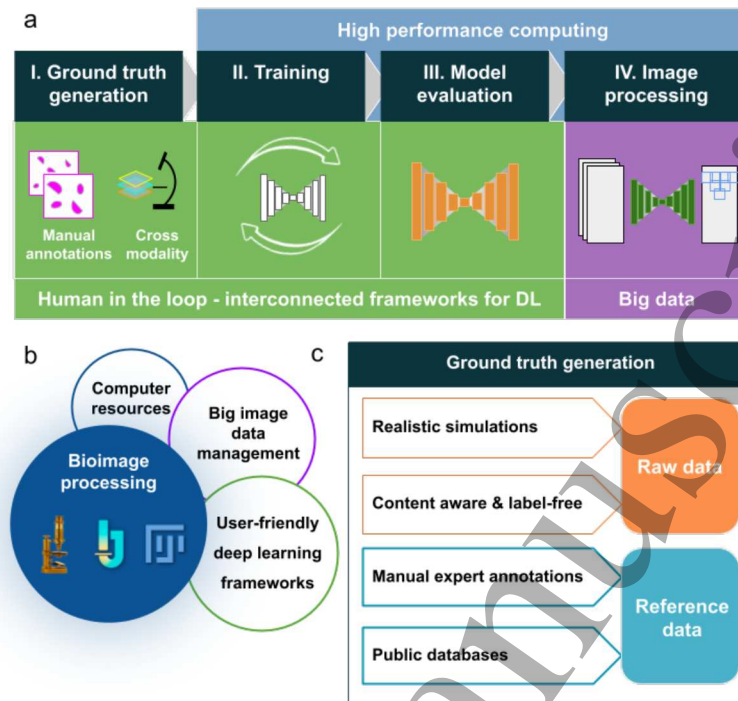 a
High performance computing
I. Ground truth
generation
II. Training
III. Model
evaluation
IV. Image
processing
Manual
annotations
Cross
modality
Human in the loop - interconnected frameworks for DL
Big data
b
Computer
resources
Big image
data
management
Bioimage
processing
User-friendly
deep learning
frameworks
c
Ground truth generation
Realistic simulations
Content aware & label-free
Raw data
Manual expert annotations
Public databases
Reference
data